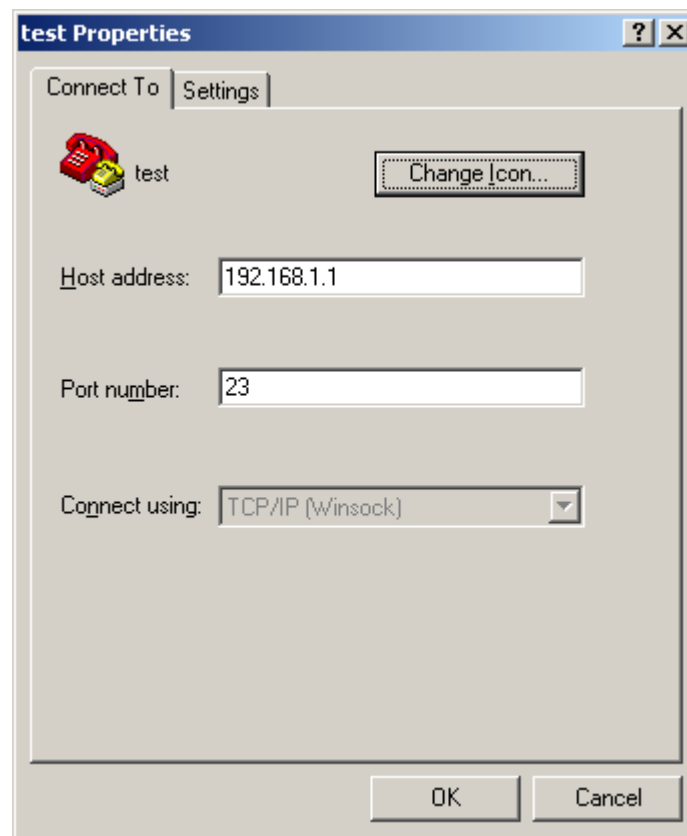 test Properties
Connect To Settings
test Change Icon...
Host address: 192.168.1.1
Port number: 23
Connect using: TCP/IP (Winsock)
OK Cancel